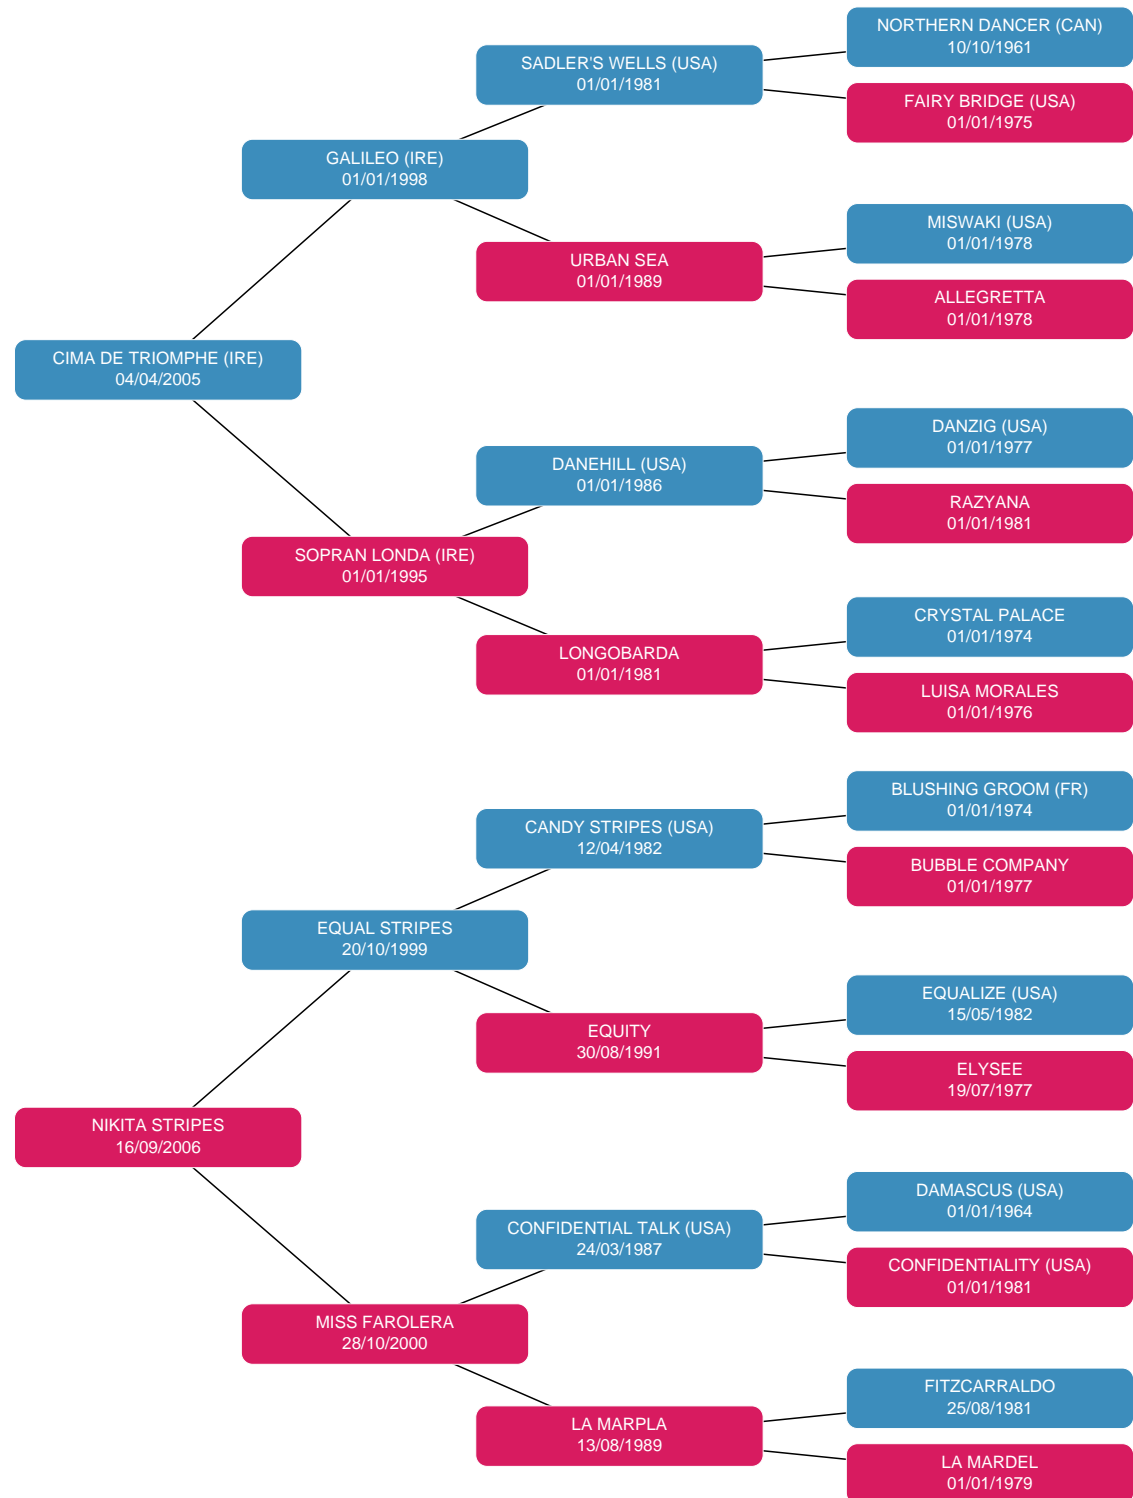 NORTHERN DANCER (CAN)
10/10/1961
SADLER'S WELLS (USA)
01/01/1981
FAIRY BRIDGE (USA)
01/01/1975
GALILEO (IRE)
01/01/1998
MISWAKI (USA)
01/01/1978
URBAN SEA
01/01/1989
ALLEGRETTA
01/01/1978
CIMA DE TRIOMPHE (IRE)
04/04/2005
DANZIG (USA)
01/01/1977
DANEHILL (USA)
01/01/1986
RAZYANA
01/01/1981
SOPRAN LONDA (IRE)
01/01/1995
CRYSTAL PALACE
01/01/1974
LONGOBARDA
01/01/1981
LUISA MORALES
01/01/1976
BLUSHING GROOM (FR)
01/01/1974
CANDY STRIPES (USA)
12/04/1982
BUBBLE COMPANY
01/01/1977
EQUAL STRIPES
20/10/1999
EQUALIZE (USA)
15/05/1982
EQUITY
30/08/1991
ELYSEE
19/07/1977
NIKITA STRIPES
16/09/2006
DAMASCUS (USA)
01/01/1964
CONFIDENTIAL TALK (USA)
24/03/1987
CONFIDENTIALITY (USA)
01/01/1981
MISS FAROLERA
28/10/2000
FITZCARRALDO
25/08/1981
LA MARPLA
13/08/1989
LA MARDEL
01/01/1979